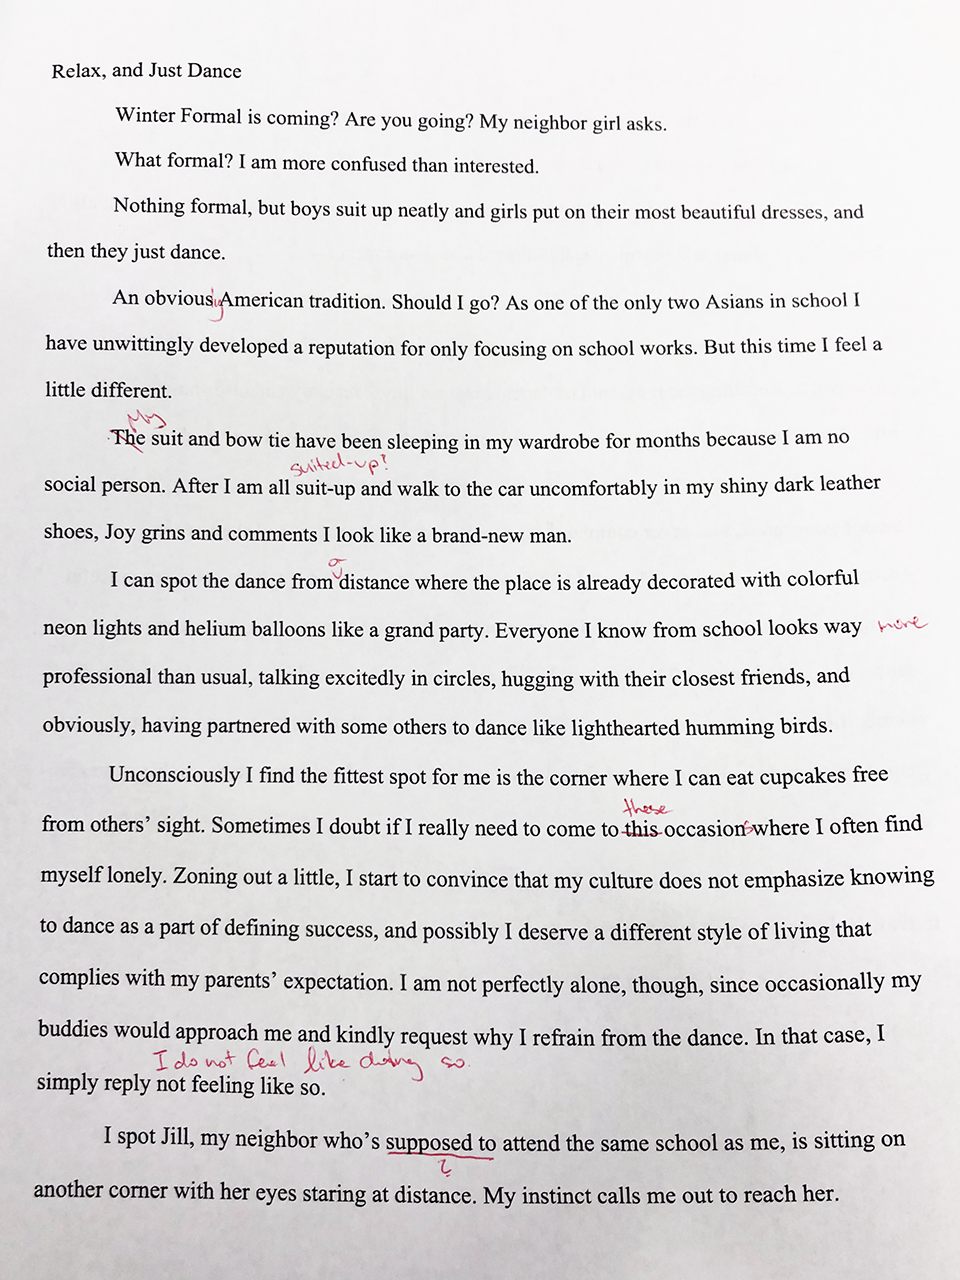 Relax, and Just Dance
Winter Formal is coming? Are you going? My neighbor girl asks.
What formal? I am more confused than interested.
Nothing formal, but boys suit up neatly and girls put on their most beautiful dresses, and
then they just dance.
An obviously American tradition. Should I go? As one of the only two Asians in school I
have unwittingly developed a reputation for only focusing on school works. But this time I feel a
little different.
My
The suit and bow tie have been sleeping in my wardrobe for months because I am no
suited-up?
social person. After I am all suit-up and walk to the car uncomfortably in my shiny dark leather
shoes, Joy grins and comments I look like a brand-new man.
a
I can spot the dance from distance where the place is already decorated with colorful
neon lights and helium balloons like a grand party. Everyone I know from school looks way more
professional than usual, talking excitedly in circles, hugging with their closest friends, and
obviously, having partnered with some others to dance like lighthearted humming birds.
Unconsciously I find the fittest spot for me is the corner where I can eat cupcakes free
these
from others' sight. Sometimes I doubt if I really need to come to this occasions where I often find
myself lonely. Zoning out a little, I start to convince that my culture does not emphasize knowing
to dance as a part of defining success, and possibly I deserve a different style of living that
complies with my parents' expectation. I am not perfectly alone, though, since occasionally my
buddies would approach me and kindly request why I refrain from the dance. In that case, I
I do not feel like doing so.
simply reply not feeling like so.
I spot Jill, my neighbor who's supposed to attend the same school as me, is sitting on
?
another corner with her eyes staring at distance. My instinct calls me out to reach her.